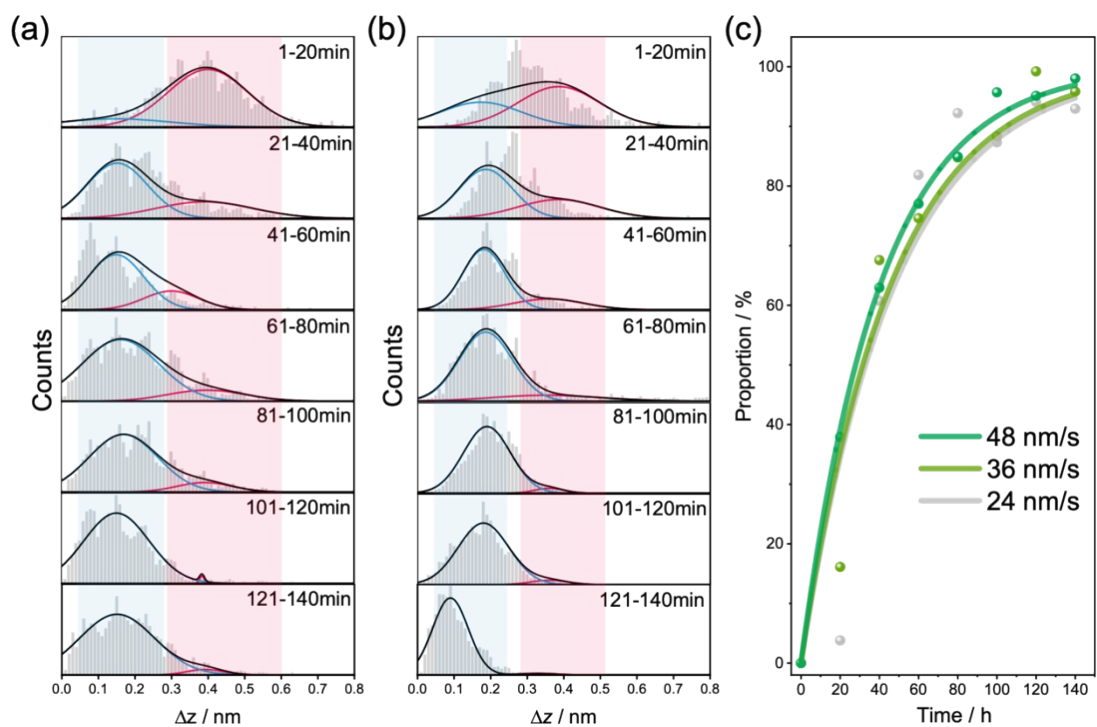 (a)
1-20min
21-40min
41-60min
61-80min
81-100min
101-120min
121-140min
Counts
0.0 0.1 0.2 0.3 0.4 0.5 0.6 0.7 0.8
Δz / nm
(b)
1-20min
21-40min
41-60min
61-80min
81-100min
101-120min
121-140min
Counts
0.0 0.1 0.2 0.3 0.4 0.5 0.6 0.7 0.8
Δz / nm
(c)
100
80
60
40
20
0
Proportion / %
48 nm/s
36 nm/s
24 nm/s
0 20 40 60 80 100 120 140
Time / h